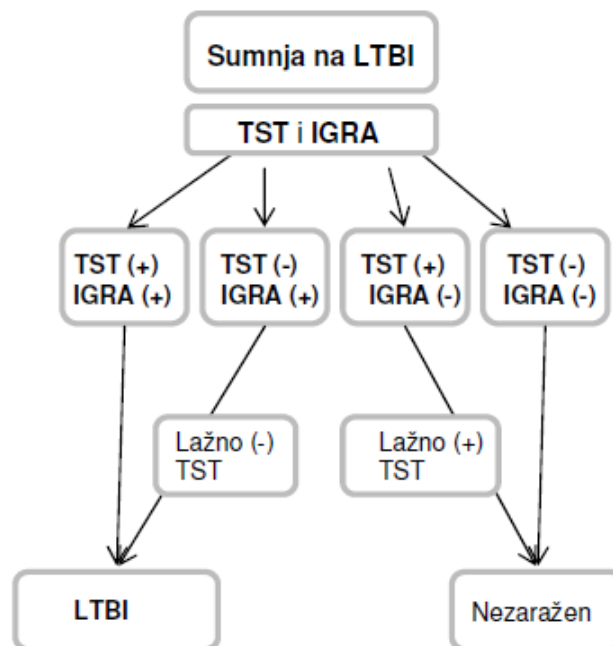 Sumnja na LTBI
TST i IGRA
TST (+)
IGRA (+)
TST (-)
IGRA (+)
TST (+)
IGRA (-)
TST (-)
IGRA (-)
Lažno (-)
TST
Lažno (+)
TST
LTBI
Nezaražen